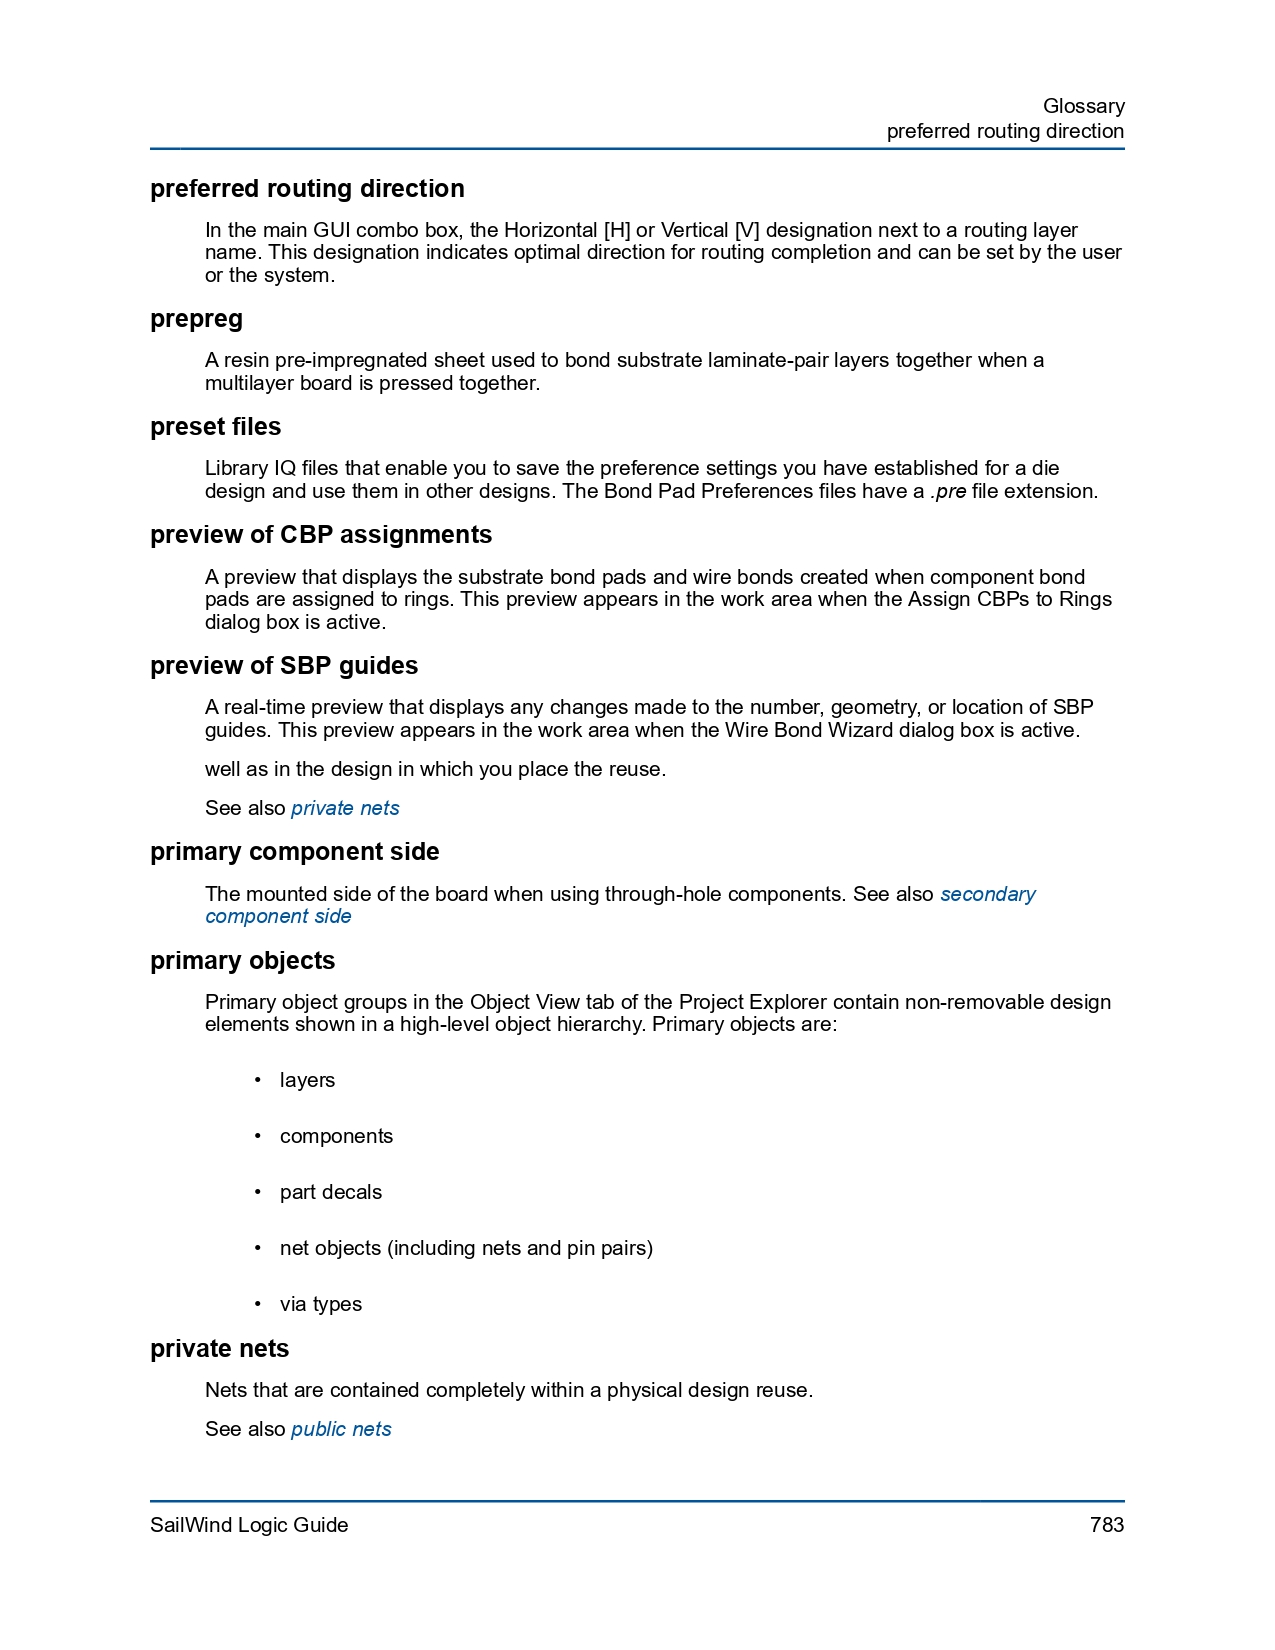 Glossary
preferred routing direction
preferred routing direction
In the main GUI combo box, the Horizontal [H] or Vertical [V] designation next to a routing layer
name. This designation indicates optimal direction for routing completion and can be set by the user
or the system.
prepreg
A resin pre-impregnated sheet used to bond substrate laminate-pair layers together when a
multilayer board is pressed together.
preset files
Library IQ files that enable you to save the preference settings you have established for a die
design and use them in other designs. The Bond Pad Preferences files have a .pre file extension.
preview of CBP assignments
A preview that displays the substrate bond pads and wire bonds created when component bond
pads are assigned to rings. This preview appears in the work area when the Assign CBPs to Rings
dialog box is active.
preview of SBP guides
A real-time preview that displays any changes made to the number, geometry, or location of SBP
guides. This preview appears in the work area when the Wire Bond Wizard dialog box is active.
well as in the design in which you place the reuse.
See also private nets
primary component side
The mounted side of the board when using through-hole components. See also secondary
component side
primary objects
Primary object groups in the Object View tab of the Project Explorer contain non-removable design
elements shown in a high-level object hierarchy. Primary objects are:
• layers
• components
• part decals
• net objects (including nets and pin pairs)
• via types
private nets
Nets that are contained completely within a physical design reuse.
See also public nets
SailWind Logic Guide 783